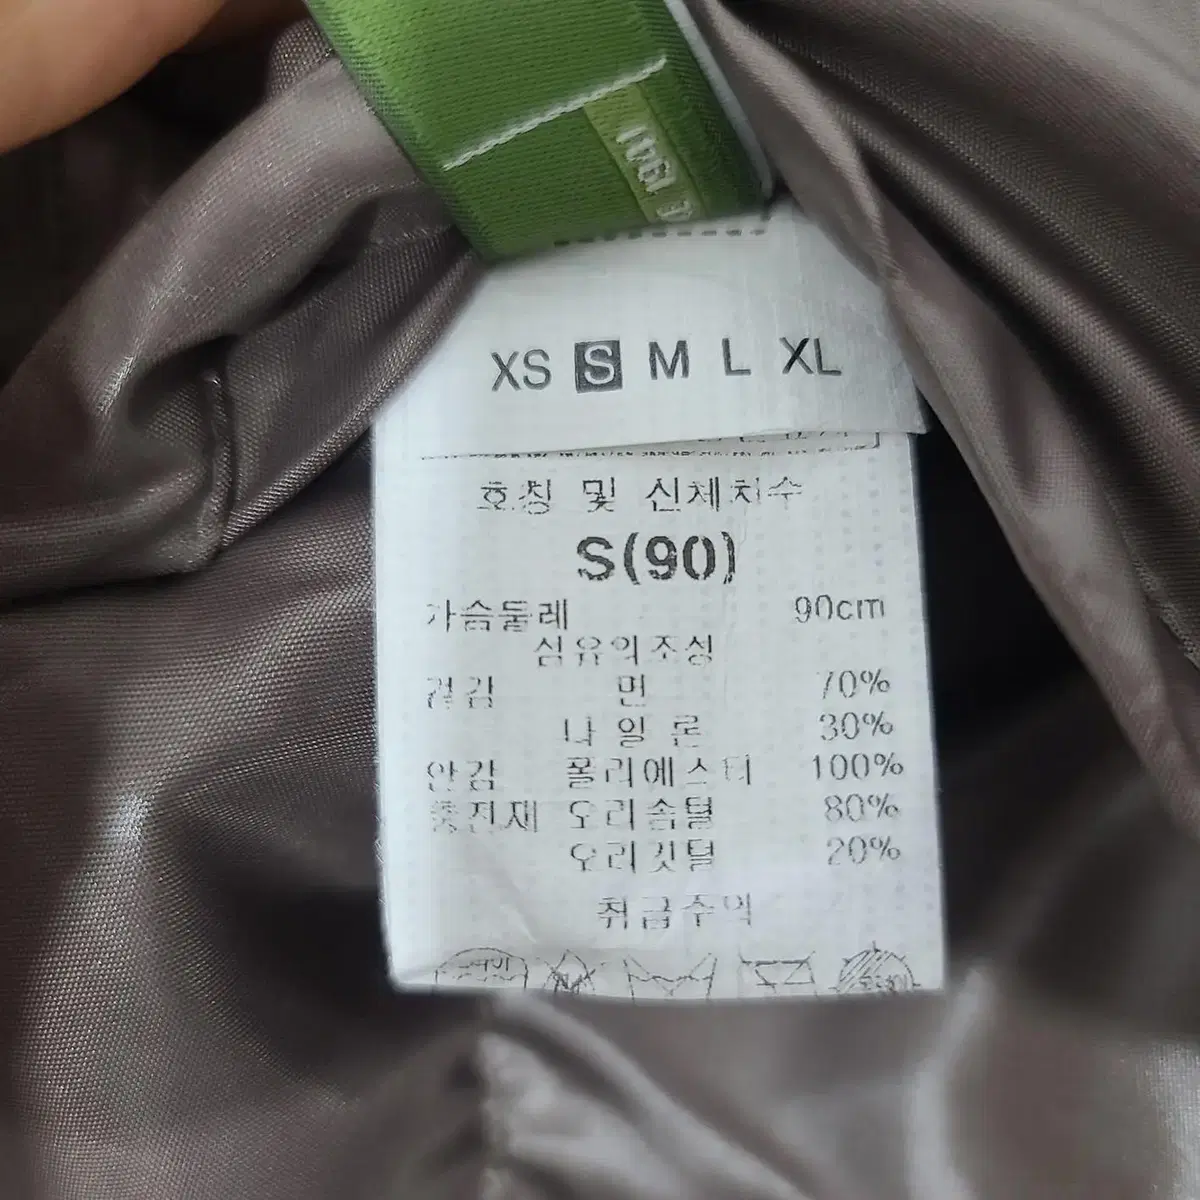 XS S M L XL
호칭 및 신체치수
S(90)
가슴둘레 90cm
섬유의조성
겉감 면 70%
나일론 30%
안감 폴리에스터 100%
충진재 오리솜털 80%
오리깃털 20%
취급주의